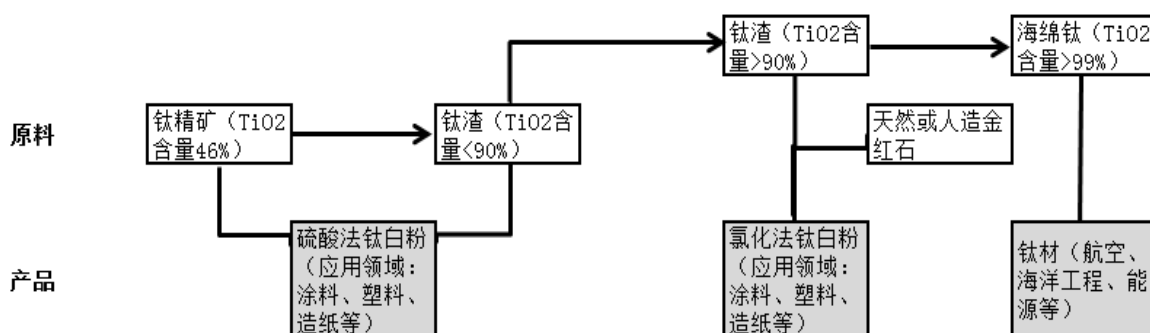 钛渣（TiO2含
量>90%）
海绵钛（TiO2
含量>99%）
原料
钛精矿（TiO2
含量46%）
钛渣（TiO2含
量<90%）
天然或人造金
红石
产品
硫酸法钛白粉
（应用领域：
涂料、塑料、
造纸等）
氯化法钛白粉
（应用领域：
涂料、塑料、
造纸等）
钛材（航空、
海洋工程、能
源等）